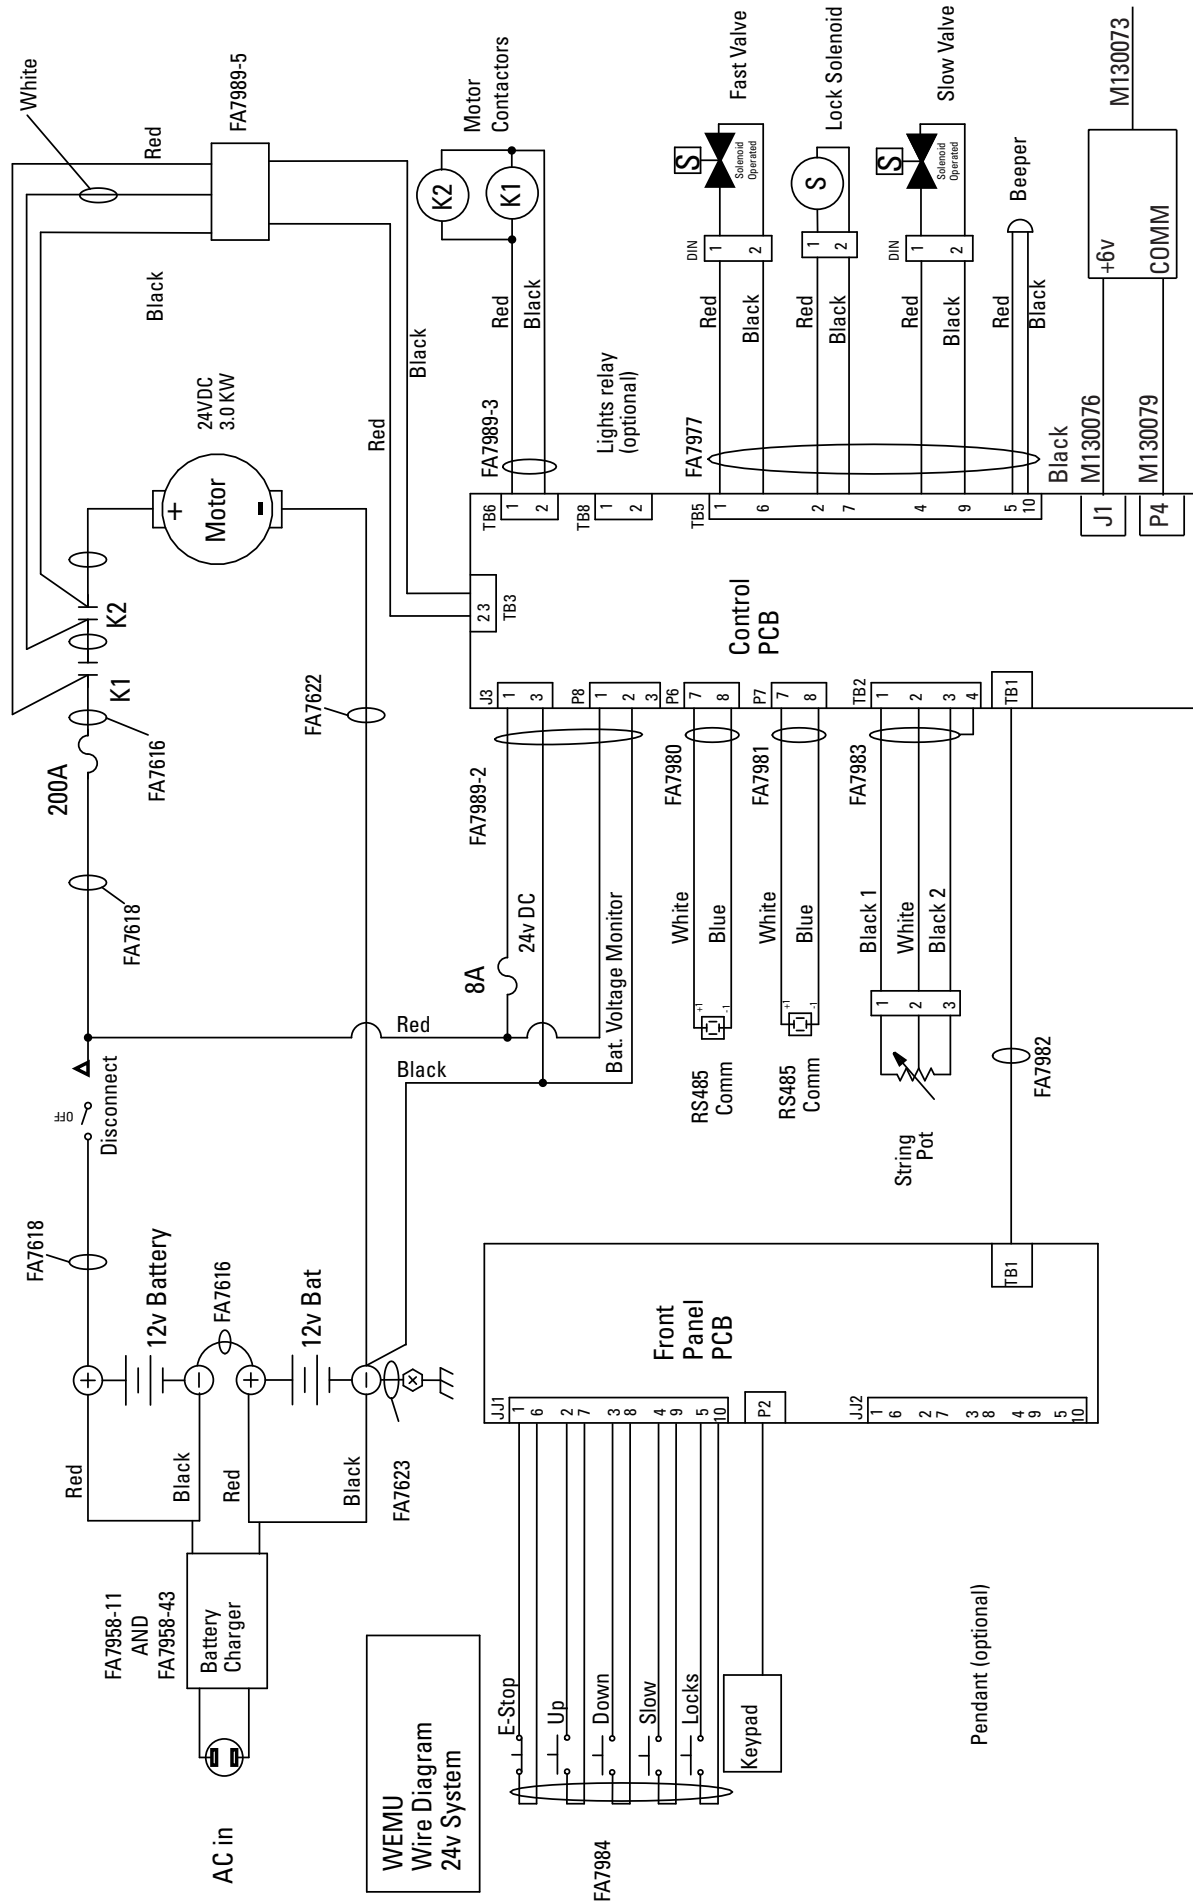 WEMU
Wire Diagram
24v System
AC in
FA7958-11
AND
FA7958-43
Battery
Charger
Red
Black
Red
Black
+
12v Battery
−
FA7616
+
12v Bat
−
FA7623
FA7618
OFF
Disconnect
FA7618
200A
FA7616
K1
K2
White
Red
FA7989-5
Black
24VDC
3.0 KW
+
Motor
-
FA7622
Red
Black
Red
Black
8A
24v DC
Bat. Voltage Monitor
FA7989-2
J3
1
3
P8
1
2
3
2 3
TB3
Control
PCB
RS485
Comm
+1
-1
White
Blue
FA7980
P6
7
8
RS485
Comm
+1
-1
White
Blue
FA7981
P7
7
8
String
Pot
1
2
3
Black 1
White
Black 2
FA7983
TB2
1
2
3
4
TB1
FA7982
TB6
1
2
FA7989-3
Red
Black
K2
K1
Motor
Contactors
TB8
1
2
Lights relay
(optional)
TB5
1
6
2
7
4
9
5
10
FA7977
Red
Black
DIN
1
2
S
Solenoid
Operated
Fast Valve
Red
Black
1
2
S
Lock Solenoid
Red
Black
DIN
1
2
S
Solenoid
Operated
Slow Valve
Red
Black
Beeper
Black
J1
M130076
+6v
P4
M130079
COMM
M130073
Front
Panel
PCB
TB1
JJ1
1
6
2
7
3
8
4
9
5
10
E-Stop
Up
Down
Slow
Locks
FA7984
P2
Keypad
JJ2
1
6
2
7
3
8
4
9
5
10
Pendant (optional)